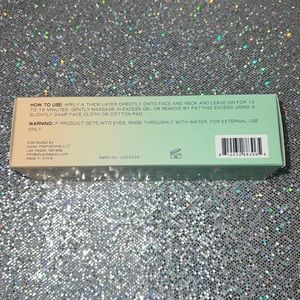 HOW TO USE: APPLY A THICK LAYER DIRECTLY ONTO FACE AND NECK AND LEAVE ON FOR 10
TO 15 MINUTES. GENTLY MASSAGE IN EXCESS GEL OR REMOVE BY PATTING EXCESS USING A
SLIGHTLY DAMP FACE CLOTH OR COTTON PAD.
WARNING: IF PRODUCT GETS INTO EYES, RINSE THROUGHLY WITH WATER. FOR EXTERNAL USE
ONLY.
Distributed By
International LLC
Las Vegas, Nevada
Made in China
Batch No.